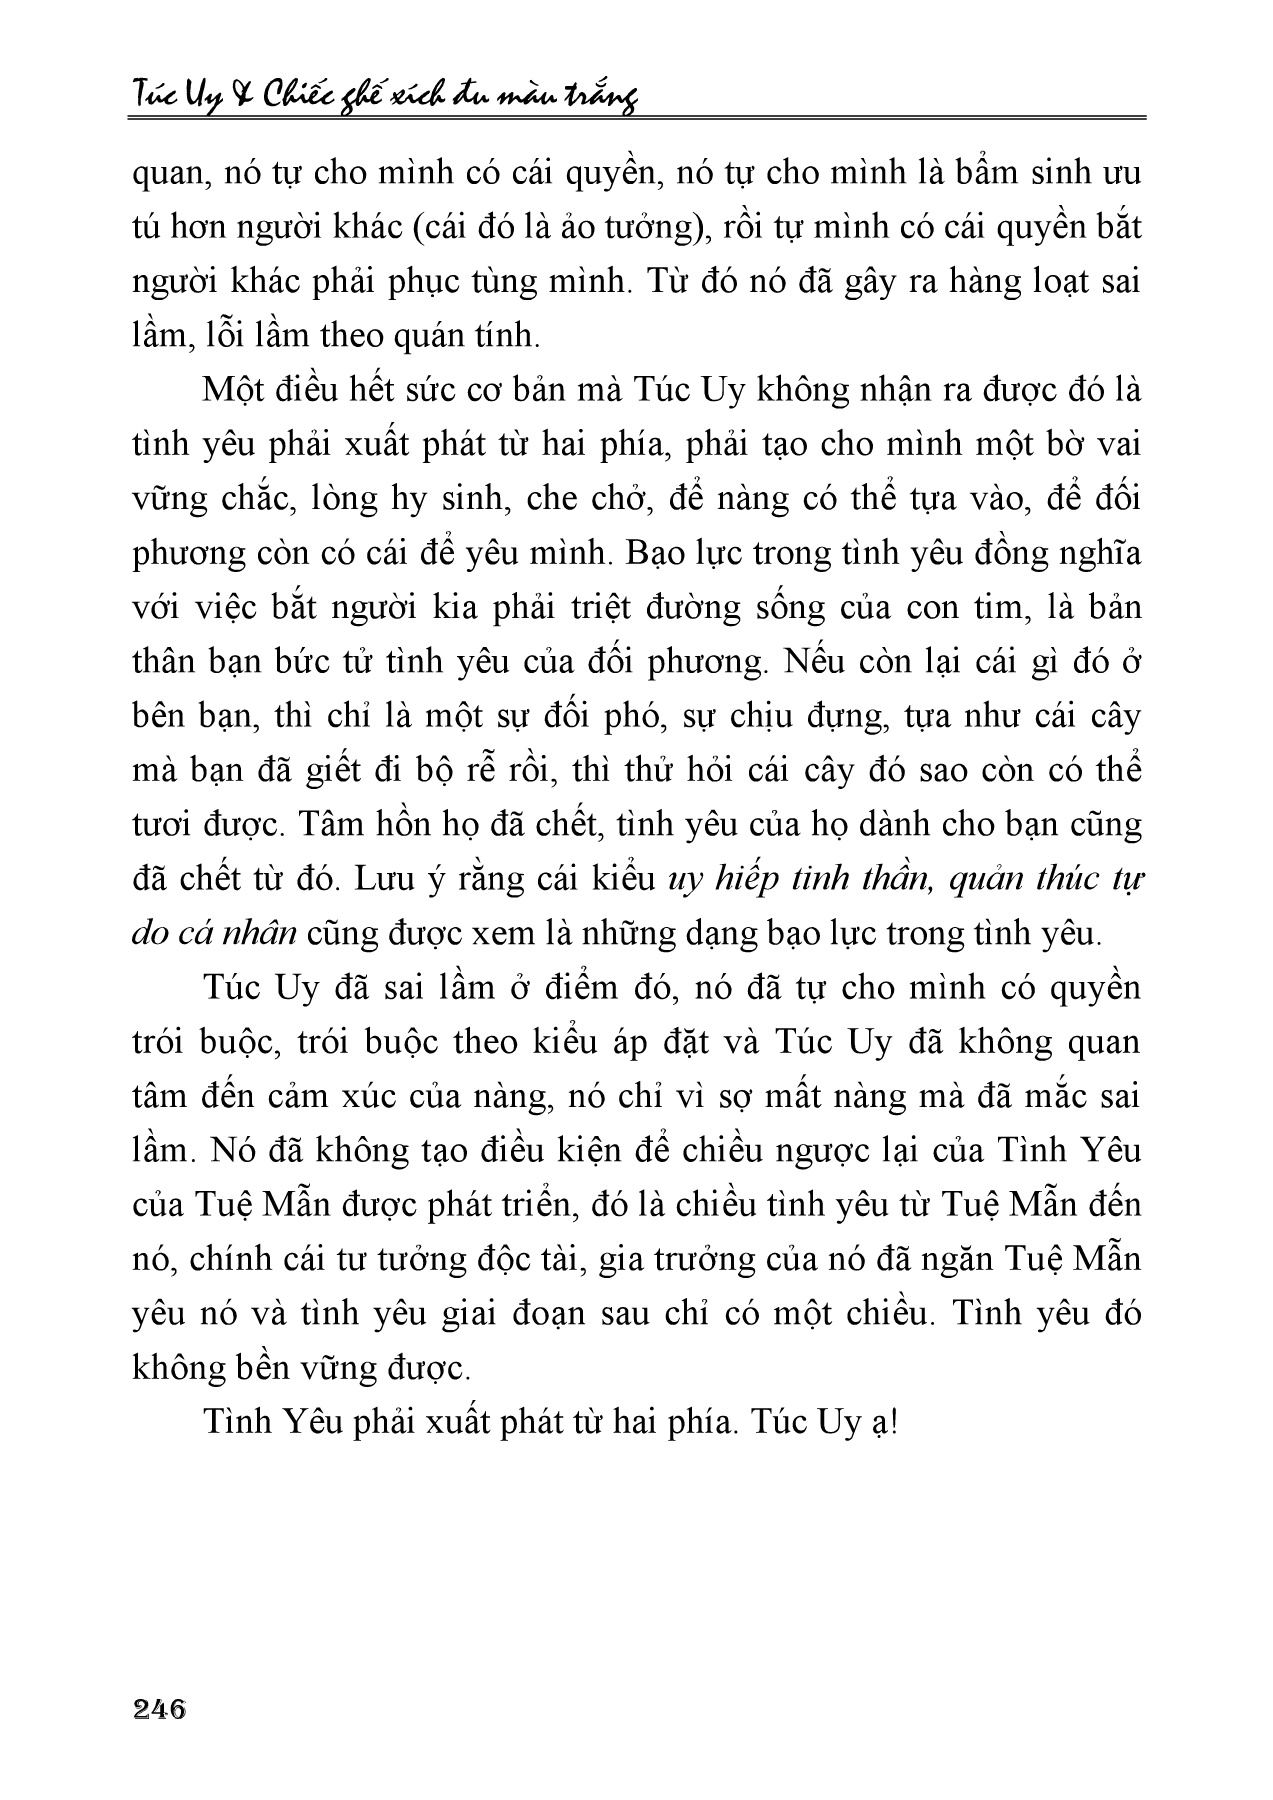 Túc Uy & Chiếc ghế xích đu màu trắng
quan, nó tự cho mình có cái quyền, nó tự cho mình là bẩm sinh ưu
tú hơn người khác (cái đó là ảo tưởng), rồi tự mình có cái quyền bắt
người khác phải phục tùng mình. Từ đó nó đã gây ra hàng loạt sai
lầm, lỗi lầm theo quán tính.
Một điều hết sức cơ bản mà Túc Uy không nhận ra được đó là
tình yêu phải xuất phát từ hai phía, phải tạo cho mình một bờ vai
vững chắc, lòng hy sinh, che chở, để nàng có thể tựa vào, để đối
phương còn có cái để yêu mình. Bạo lực trong tình yêu đồng nghĩa
với việc bắt người kia phải triệt đường sống của con tim, là bản
thân bạn bức tử tình yêu của đối phương. Nếu còn lại cái gì đó ở
bên bạn, thì chỉ là một sự đối phó, sự chịu đựng, tựa như cái cây
mà bạn đã giết đi bộ rễ rồi, thì thử hỏi cái cây đó sao còn có thể
tươi được. Tâm hồn họ đã chết, tình yêu của họ dành cho bạn cũng
đã chết từ đó. Lưu ý rằng cái kiểu uy hiếp tinh thần, quản thúc tự
do cá nhân cũng được xem là những dạng bạo lực trong tình yêu.
Túc Uy đã sai lầm ở điểm đó, nó đã tự cho mình có quyền
trói buộc, trói buộc theo kiểu áp đặt và Túc Uy đã không quan
tâm đến cảm xúc của nàng, nó chỉ vì sợ mất nàng mà đã mắc sai
lầm. Nó đã không tạo điều kiện để chiều ngược lại của Tình Yêu
của Tuệ Mẫn được phát triển, đó là chiều tình yêu từ Tuệ Mẫn đến
nó, chính cái tư tưởng độc tài, gia trưởng của nó đã ngăn Tuệ Mẫn
yêu nó và tình yêu giai đoạn sau chỉ có một chiều. Tình yêu đó
không bền vững được.
Tình Yêu phải xuất phát từ hai phía. Túc Uy ạ!
246